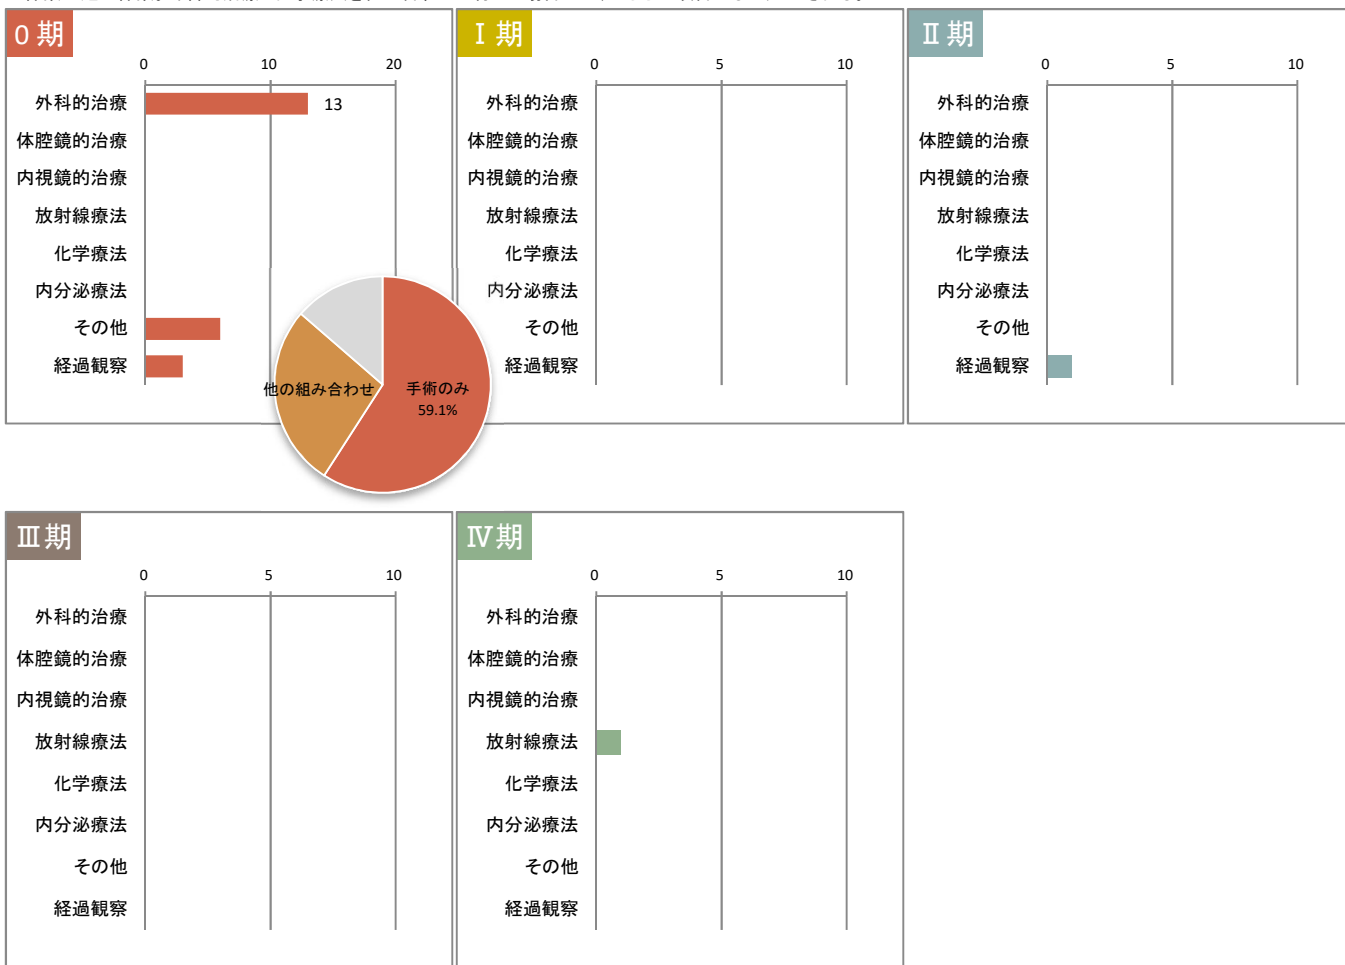 0期
0 10 20
外科的治療 13
体腔鏡的治療
内視鏡的治療
放射線療法
化学療法
内分泌療法
その他
経過観察
他の組み合わせ
手術のみ
59.1%
Ⅰ期
0 5 10
外科的治療
体腔鏡的治療
内視鏡的治療
放射線療法
化学療法
内分泌療法
その他
経過観察
Ⅱ期
0 5 10
外科的治療
体腔鏡的治療
内視鏡的治療
放射線療法
化学療法
内分泌療法
その他
経過観察
Ⅲ期
0 5 10
外科的治療
体腔鏡的治療
内視鏡的治療
放射線療法
化学療法
内分泌療法
その他
経過観察
Ⅳ期
0 5 10
外科的治療
体腔鏡的治療
内視鏡的治療
放射線療法
化学療法
内分泌療法
その他
経過観察